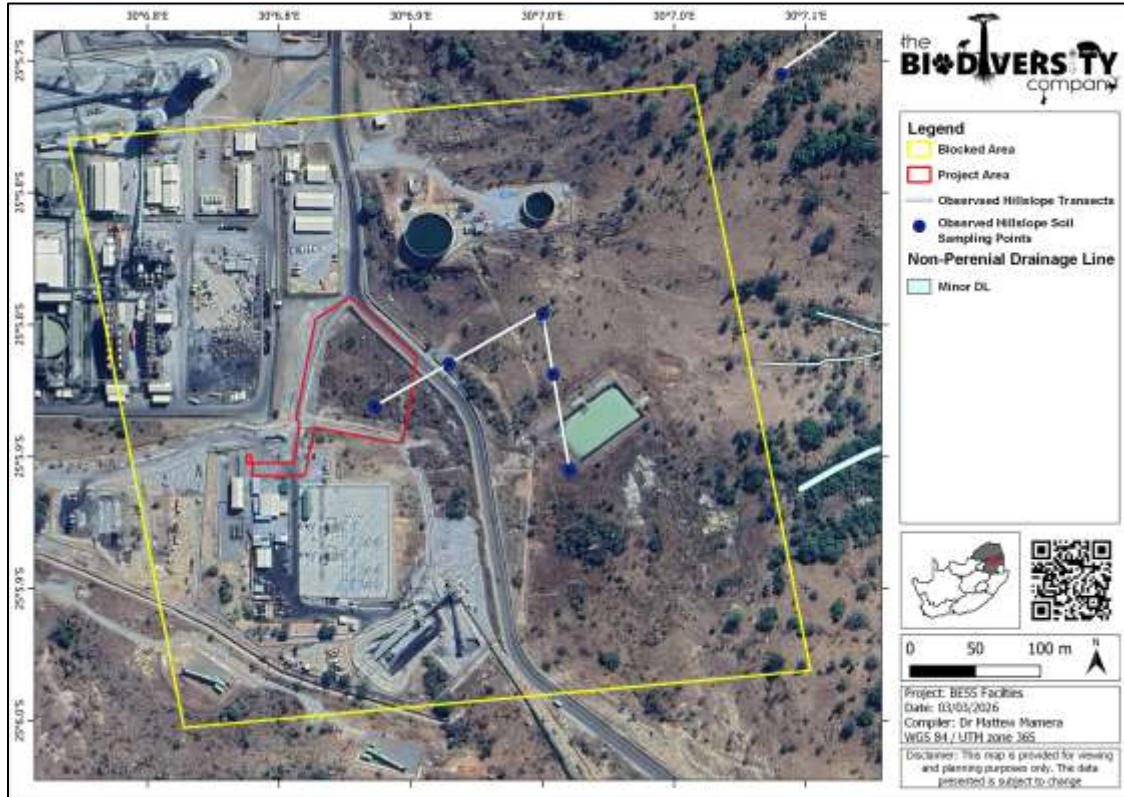 30°6.8'E 30°6.8'E 30°6.9'E 30°7.0'E 30°7.0'E 30°7.1'E
25°5.7'S
25°5.8'S
25°5.8'S
25°5.9'S
25°5.9'S
25°6.0'S
the
BIODIVERSITY
company
Legend
Blocked Area
Project Area
Observaed Hillslope Transects
Observed Hillslope Soil
Sampling Points
Non-Perenial Drainage Line
Minor DL
0 50 100 m
N
Project: BESS Facilties
Date: 03/03/2026
Compiler: Dr Mattew Mamera
WGS 84 / UTM zone 36S
Disclaimer: This map is provided for viewing
and planning purposes only. The data
presented is subject to change